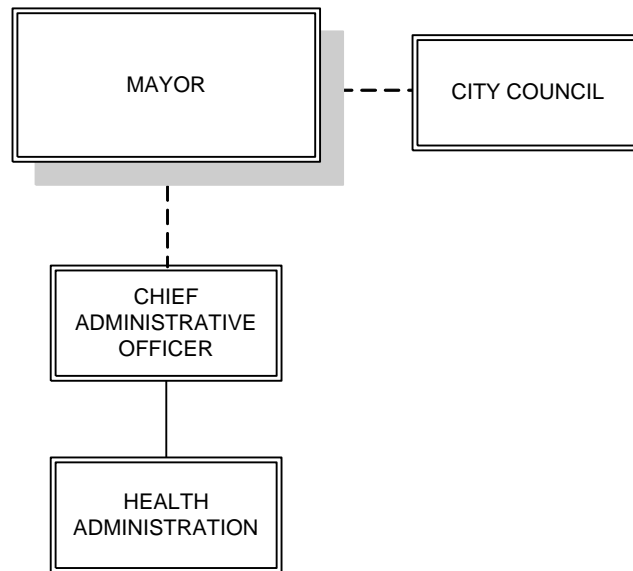 MAYOR
CITY COUNCIL
CHIEF
ADMINISTRATIVE
OFFICER
HEALTH
ADMINISTRATION